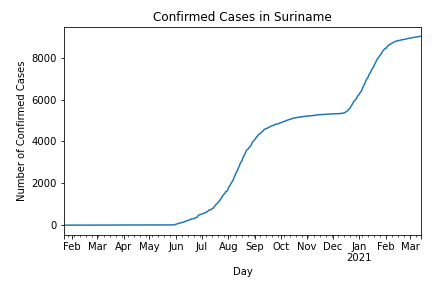 Confirmed Cases in Suriname
Number of Confirmed Cases
8000
6000
4000
2000
0
Feb Mar Apr May Jun Jul Aug Sep Oct Nov Dec Jan Feb Mar
2021
Day